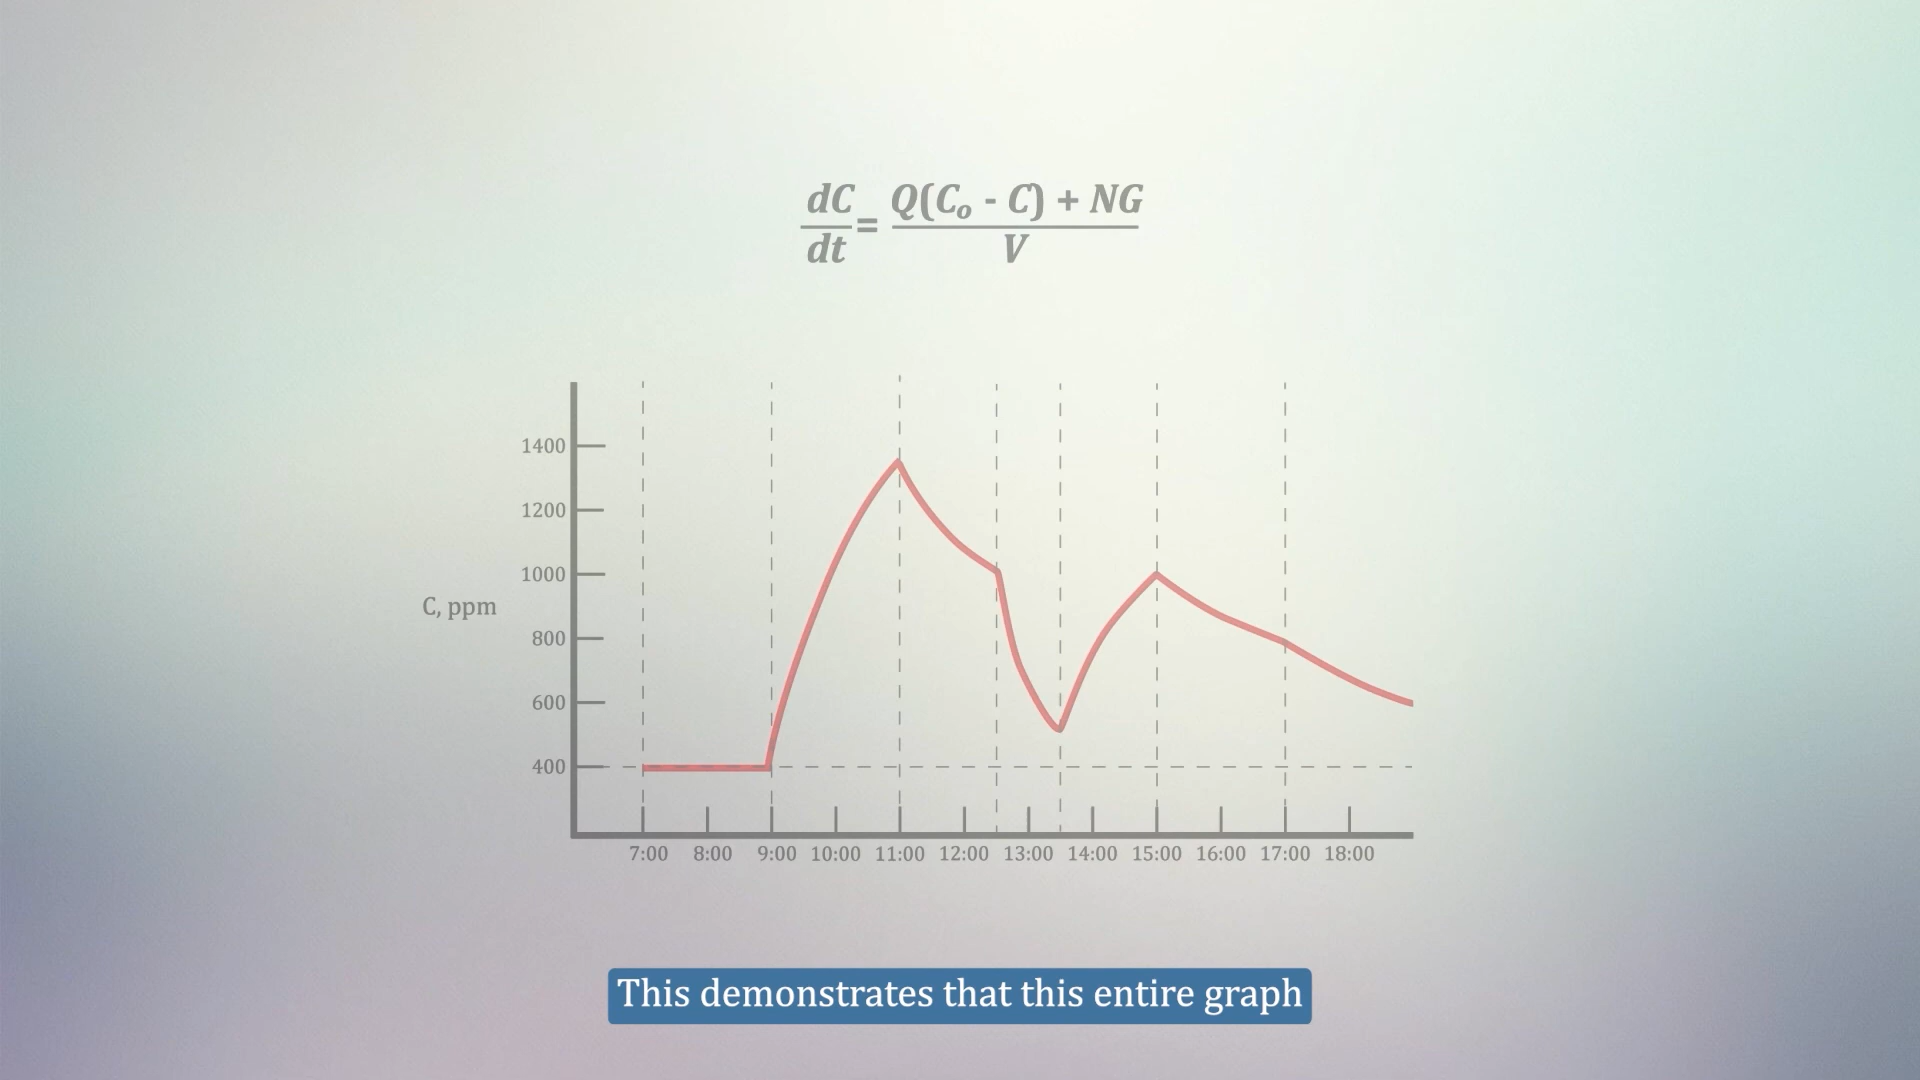 dC/dt = Q(Cₒ - C) + NG/V
1400
1200
1000
C, ppm
800
600
400
7:00 8:00 9:00 10:00 11:00 12:00 13:00 14:00 15:00 16:00 17:00 18:00
This demonstrates that this entire graph